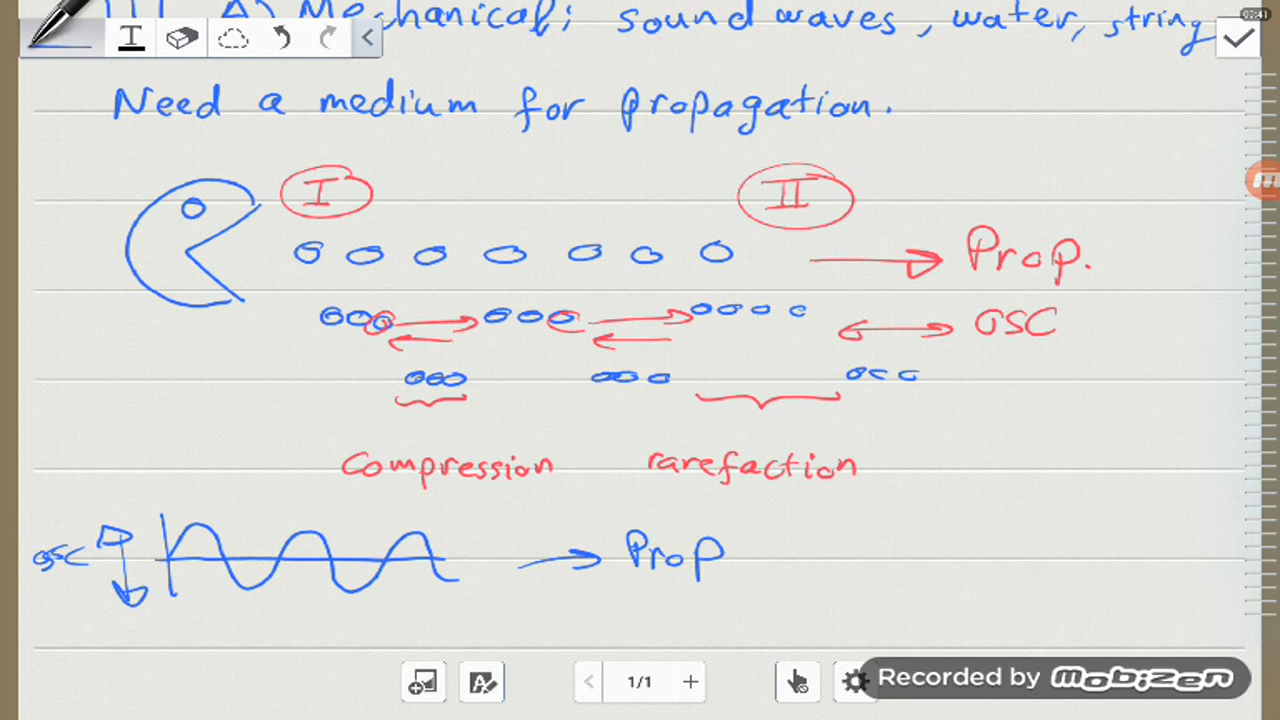 A) Mechanical; sound waves, water, string
Need a medium for propagation.
I II
Prop.
OSC
Compression rarefaction
OSC Prop
1/1
Recorded by mobizen